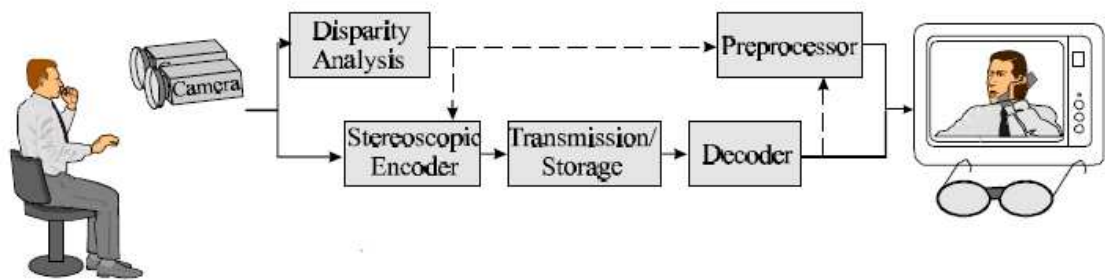 Camera
Disparity
Analysis
Preprocessor
Stereoscopic
Encoder
Transmission/
Storage
Decoder